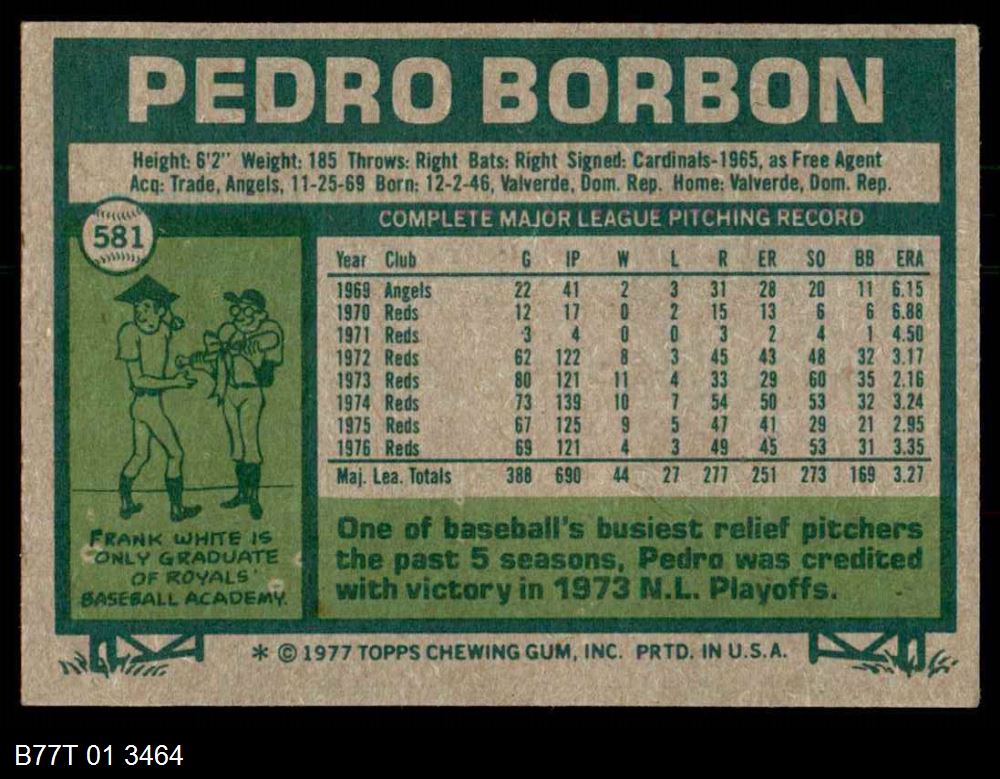 PEDRO BORBON
Height: 6'2" Weight: 185 Throws: Right Bats: Right Signed: Cardinals-1965, as Free Agent
Acq: Trade, Angels, 11-25-69 Born: 12-2-46, Valverde, Dom. Rep. Home: Valverde, Dom. Rep.
581
COMPLETE MAJOR LEAGUE PITCHING RECORD
Year Club G IP W L R ER SO BB ERA
1969 Angels 22 41 2 3 31 28 20 11 6.15
1970 Reds 12 17 0 2 15 13 6 6 6.88
1971 Reds 3 4 0 0 3 2 4 1 4.50
1972 Reds 62 122 8 3 45 43 48 32 3.17
1973 Reds 80 121 11 4 33 29 60 35 2.16
1974 Reds 73 139 10 7 54 50 53 32 3.24
1975 Reds 67 125 9 5 47 41 29 21 2.95
1976 Reds 69 121 4 3 49 45 53 31 3.35
Maj. Lea. Totals 388 690 44 27 277 251 273 169 3.27
FRANK WHITE IS
ONLY GRADUATE
OF ROYALS'
BASEBALL ACADEMY.
One of baseball's busiest relief pitchers
the past 5 seasons, Pedro was credited
with victory in 1973 N.L. Playoffs.
* © 1977 TOPPS CHEWING GUM, INC. PRTD. IN U.S.A.
B77T 01 3464